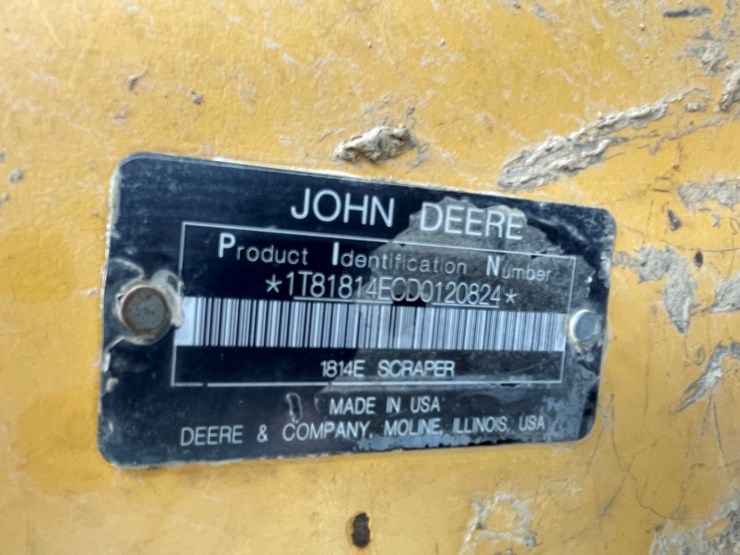 JOHN DEERE
Product Identification Number
*1T81814ECD0120824*
1814E SCRAPER
MADE IN USA
DEERE & COMPANY, MOLINE, ILLINOIS, USA